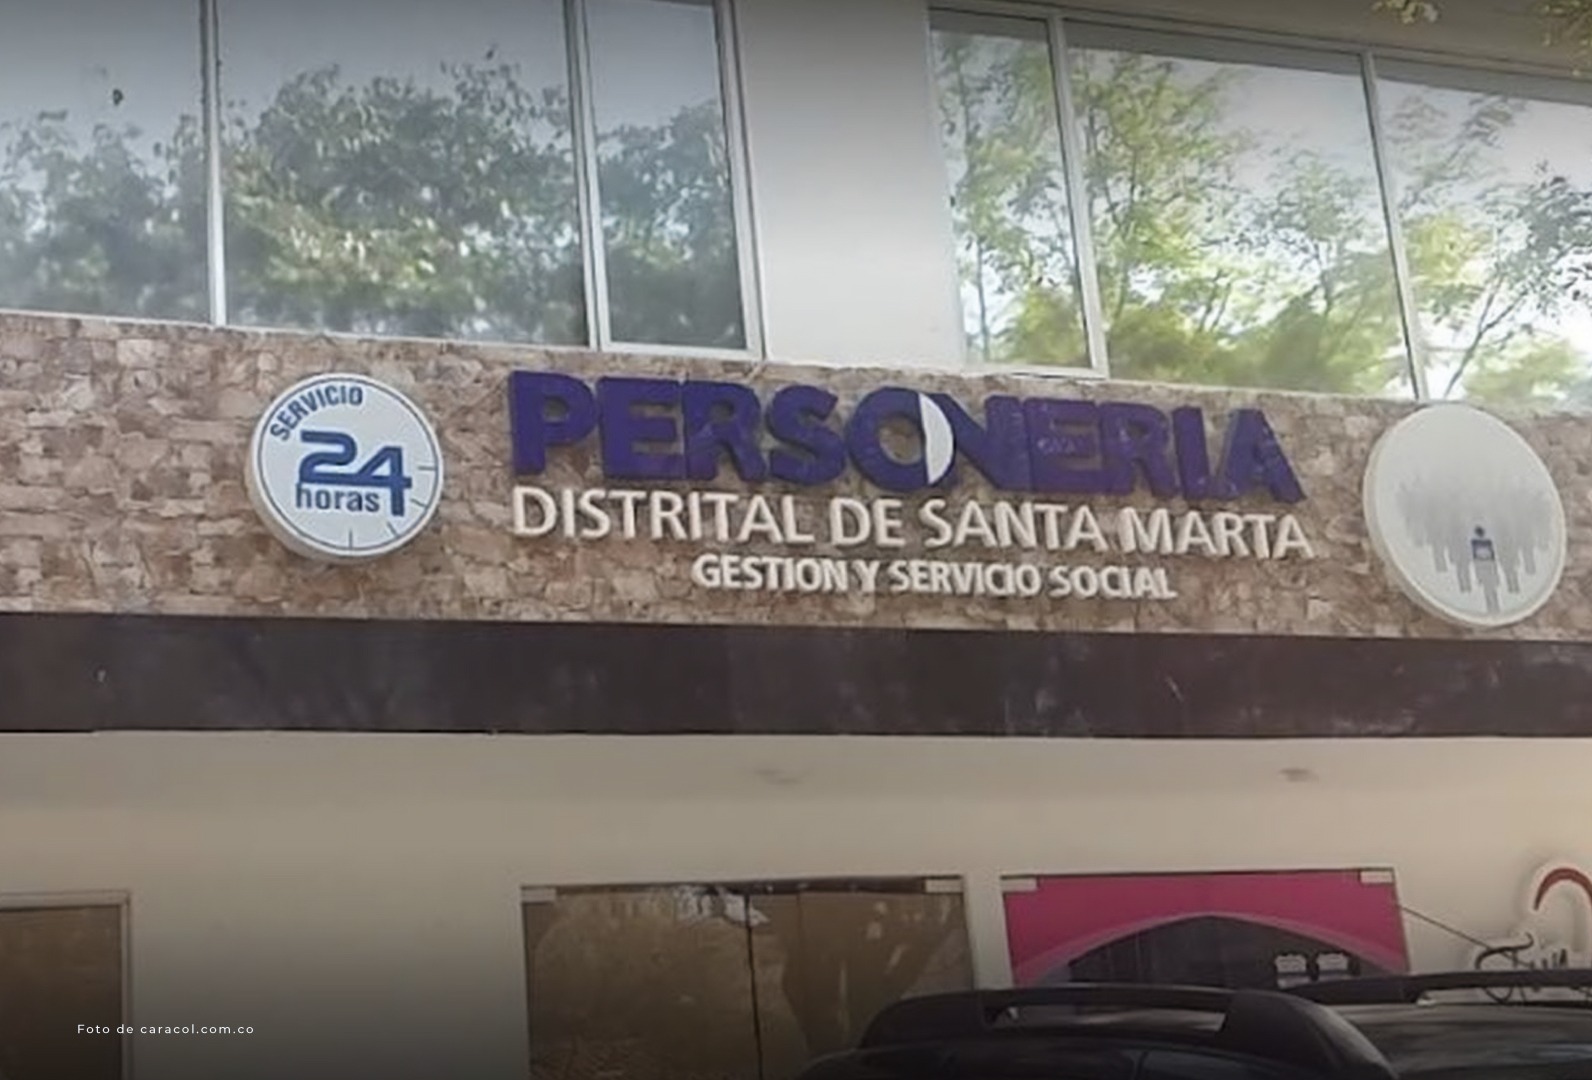 SERVICIO
24
horas
PERSONERIA
DISTRITAL DE SANTA MARTA
GESTION Y SERVICIO SOCIAL
Foto de caracol.com.co